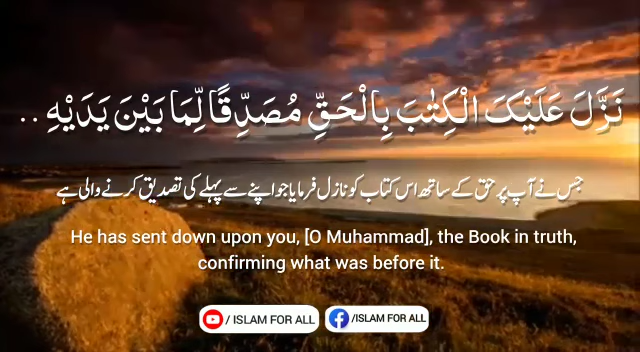 نَزَّلَ عَلَيْكَ الْكِتٰبَ بِالْحَقِّ مُصَدِّقًا لِّمَا بَيْنَ يَدَيْهِ ..
جس نے آپ پر حق کے ساتھ اس کتاب کو نازل فرمایا جو اپنے سے پہلے کی تصدیق کرنے والی ہے
He has sent down upon you, [O Muhammad], the Book in truth,
confirming what was before it.
/ ISLAM FOR ALL /ISLAM FOR ALL